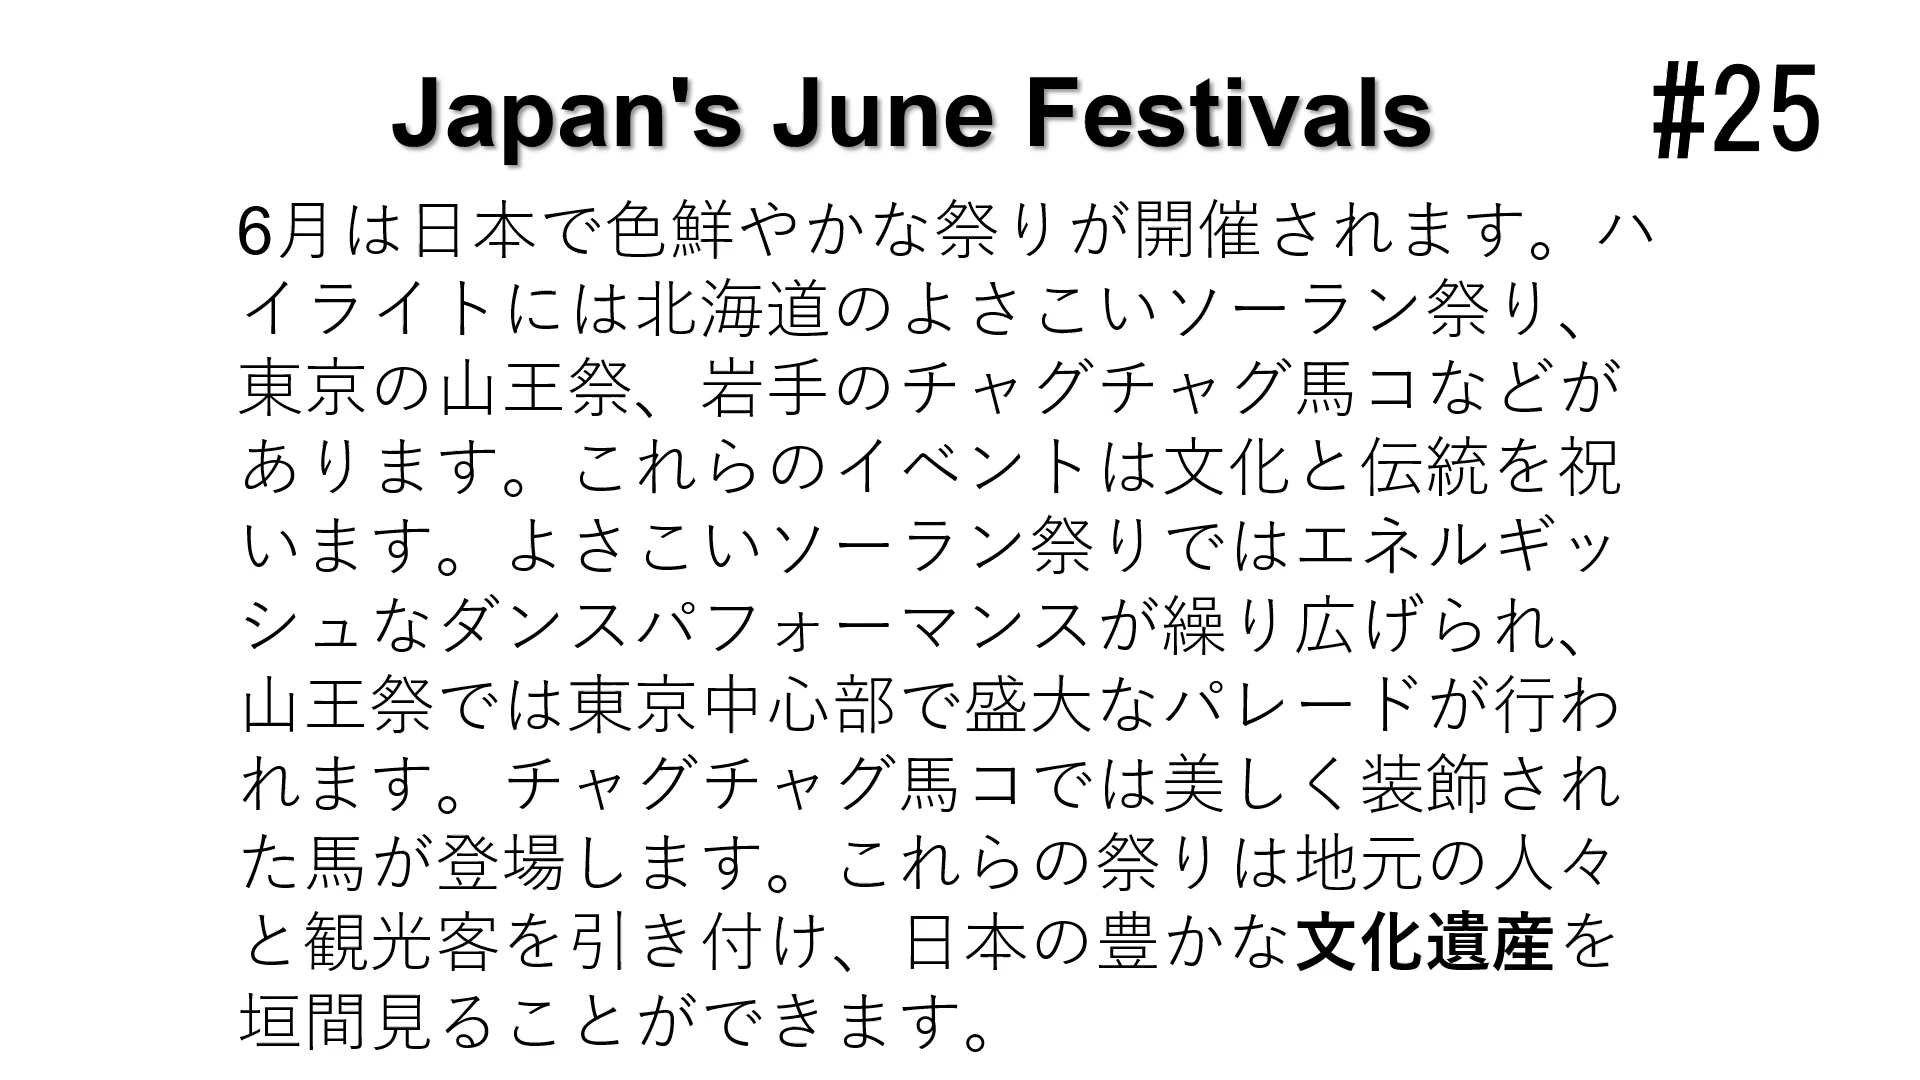 Japan's June Festivals
#25
6月は日本で色鮮やかな祭りが開催されます。ハ
イライトには北海道のよさこいソーラン祭り、
東京の山王祭、岩手のチャグチャグ馬コなどが
あります。これらのイベントは文化と伝統を祝
います。よさこいソーラン祭りではエネルギッ
シュなダンスパフォーマンスが繰り広げられ、
山王祭では東京中心部で盛大なパレードが行わ
れます。チャグチャグ馬コでは美しく装飾され
た馬が登場します。これらの祭りは地元の人々
と観光客を引き付け、日本の豊かな文化遺産を
垣間見ることができます。